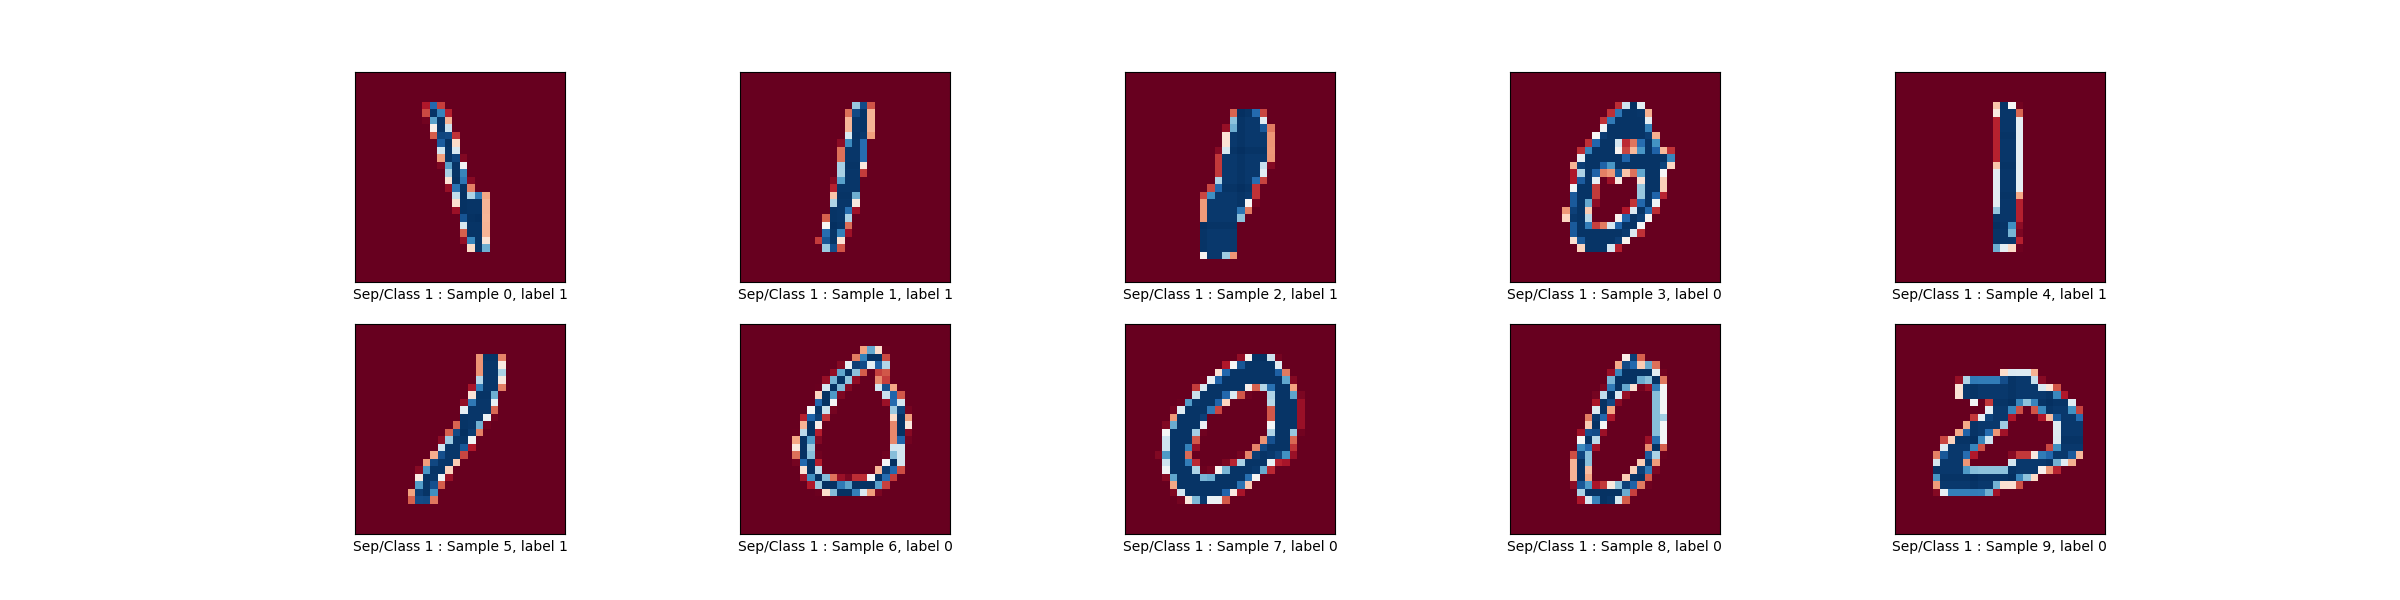 Sep/Class 1 : Sample 0, label 1
Sep/Class 1 : Sample 1, label 1
Sep/Class 1 : Sample 2, label 1
Sep/Class 1 : Sample 3, label 0
Sep/Class 1 : Sample 4, label 1
Sep/Class 1 : Sample 5, label 1
Sep/Class 1 : Sample 6, label 0
Sep/Class 1 : Sample 7, label 0
Sep/Class 1 : Sample 8, label 0
Sep/Class 1 : Sample 9, label 0